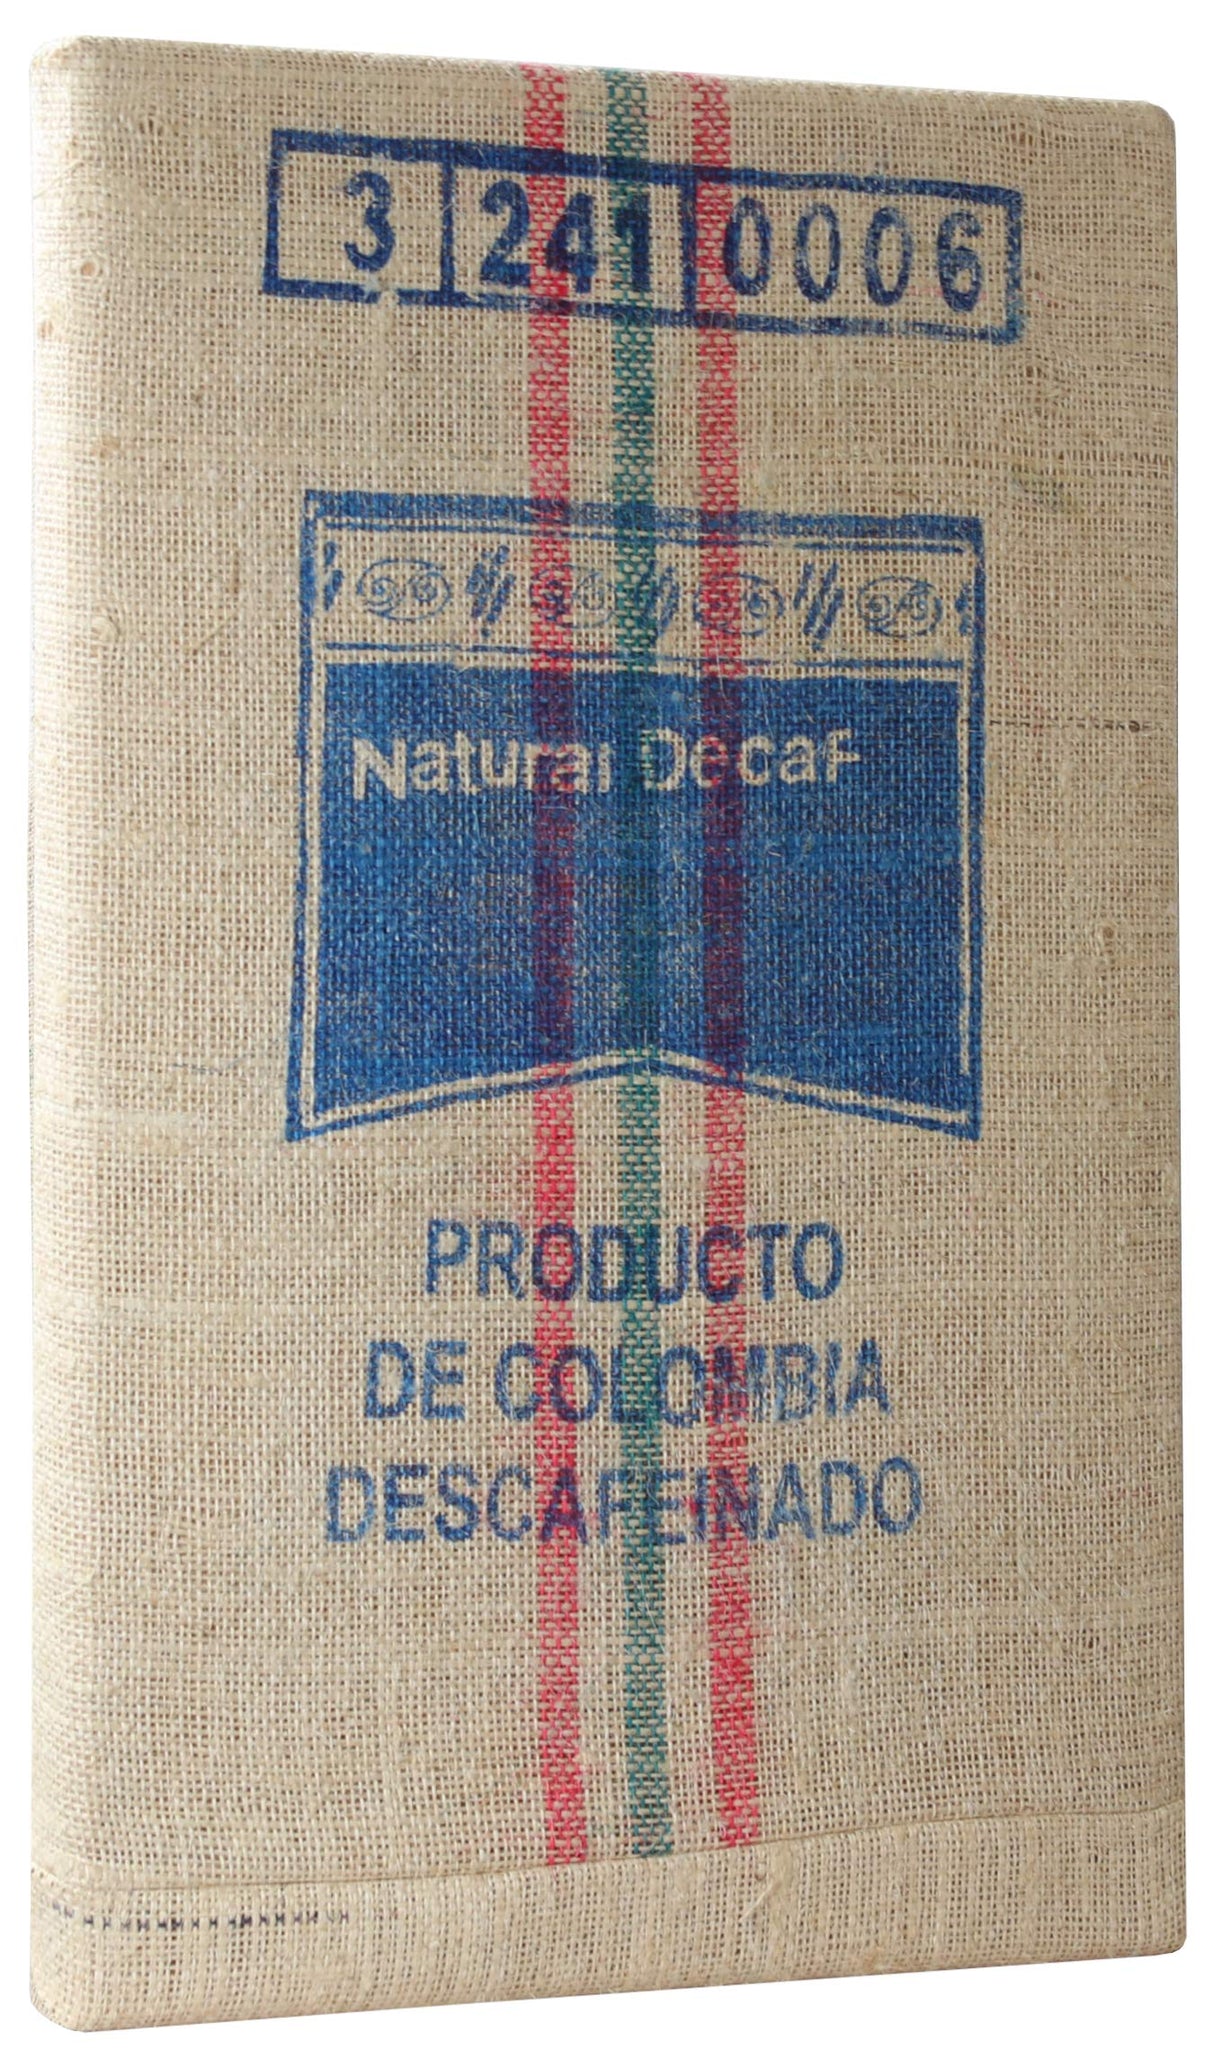 3 241 0006
Natural Decaf
PRODUCTO
DE COLOMBIA
DESCAFEINADO